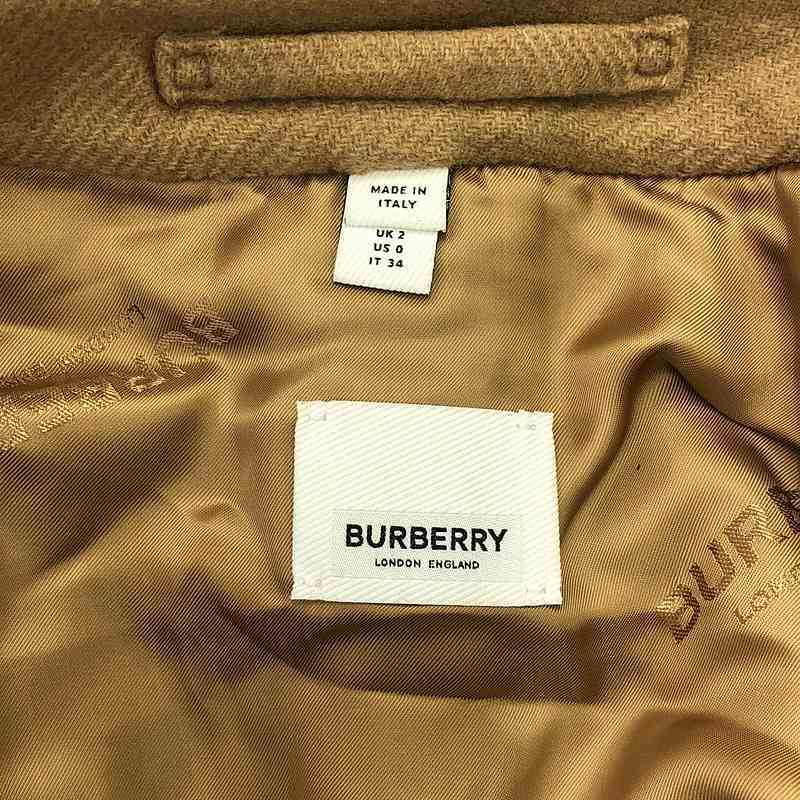 MADE IN
ITALY
UK 2
US 0
IT 34
BURBERRY
LONDON ENGLAND